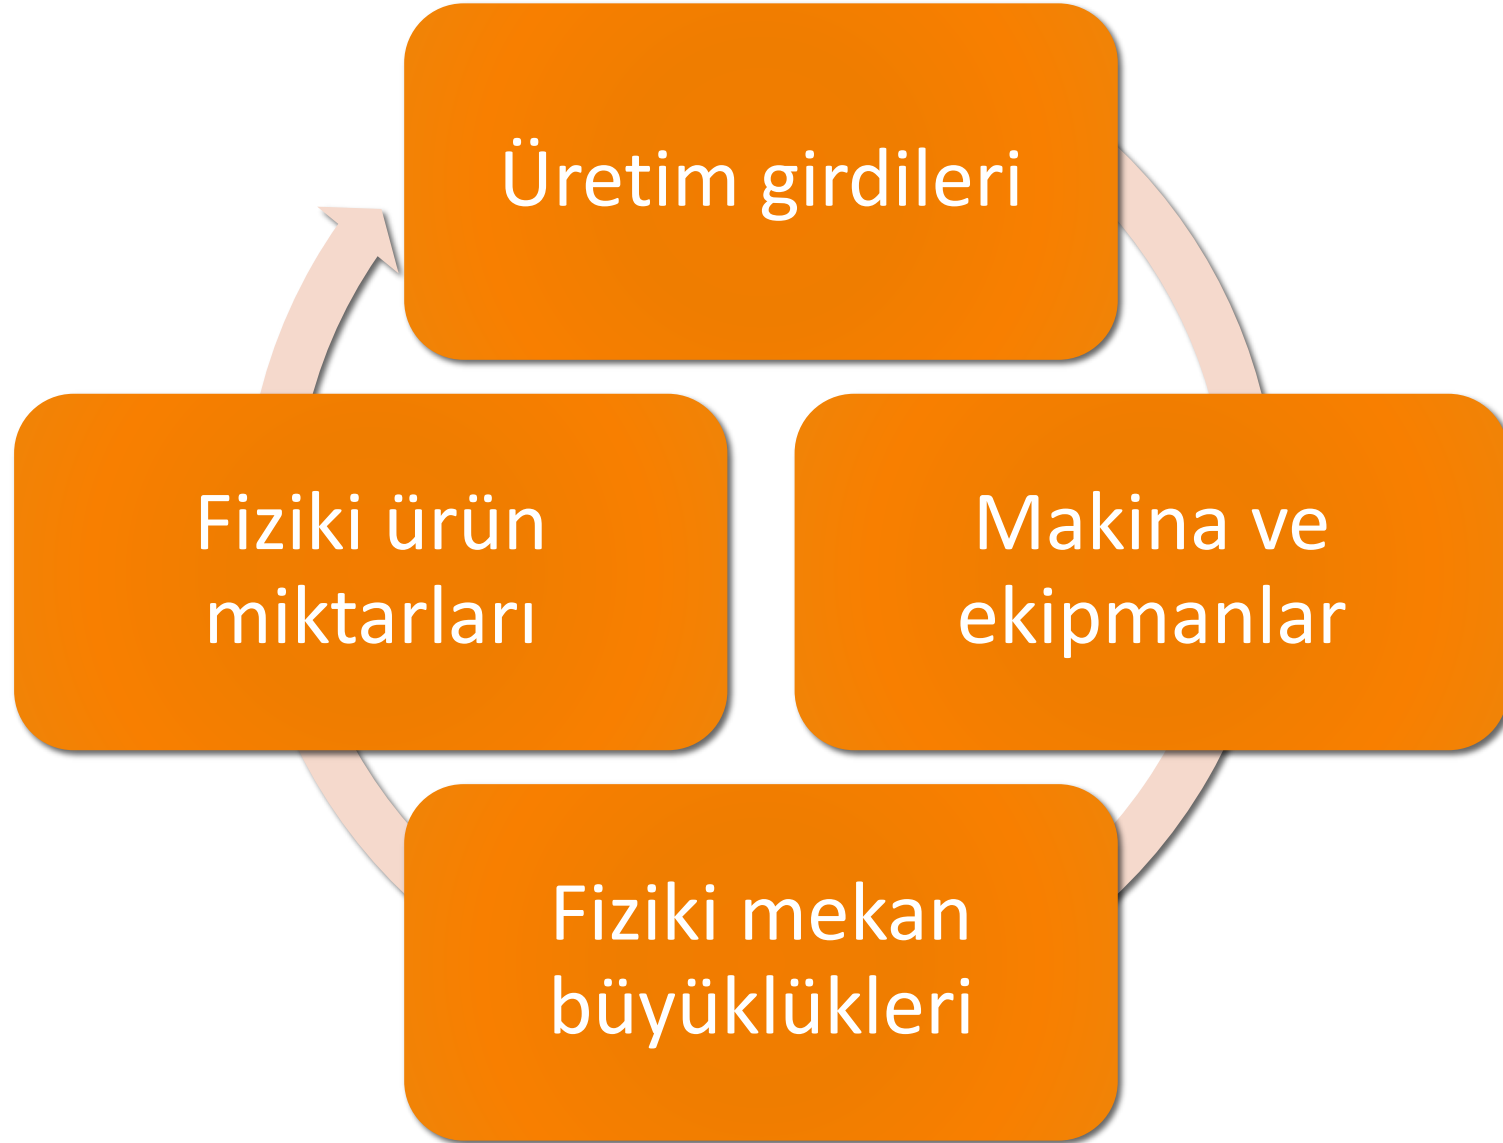 Üretim girdileri
Makina ve
ekipmanlar
Fiziki mekan
büyüklükleri
Fiziki ürün
miktarları